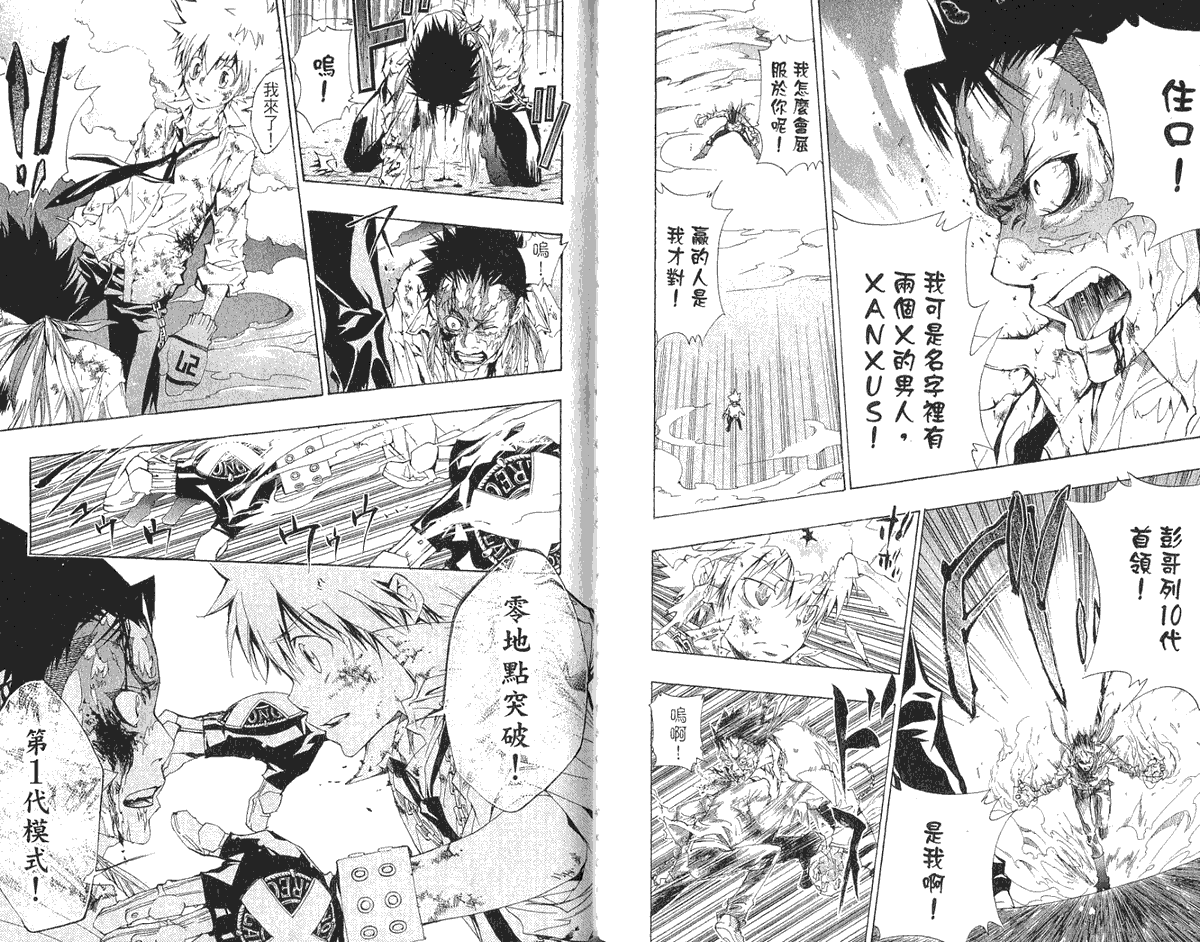 住口！
我可是名字裡有
兩個X的男人，
XANXUS！
我怎麼會屈
服於你呢！
贏的人是
我才對！
彭哥列10代
首領！
是我啊！
嗚啊！
嗚！
我來了！
嗚！
零地點突破！
第1代模式！